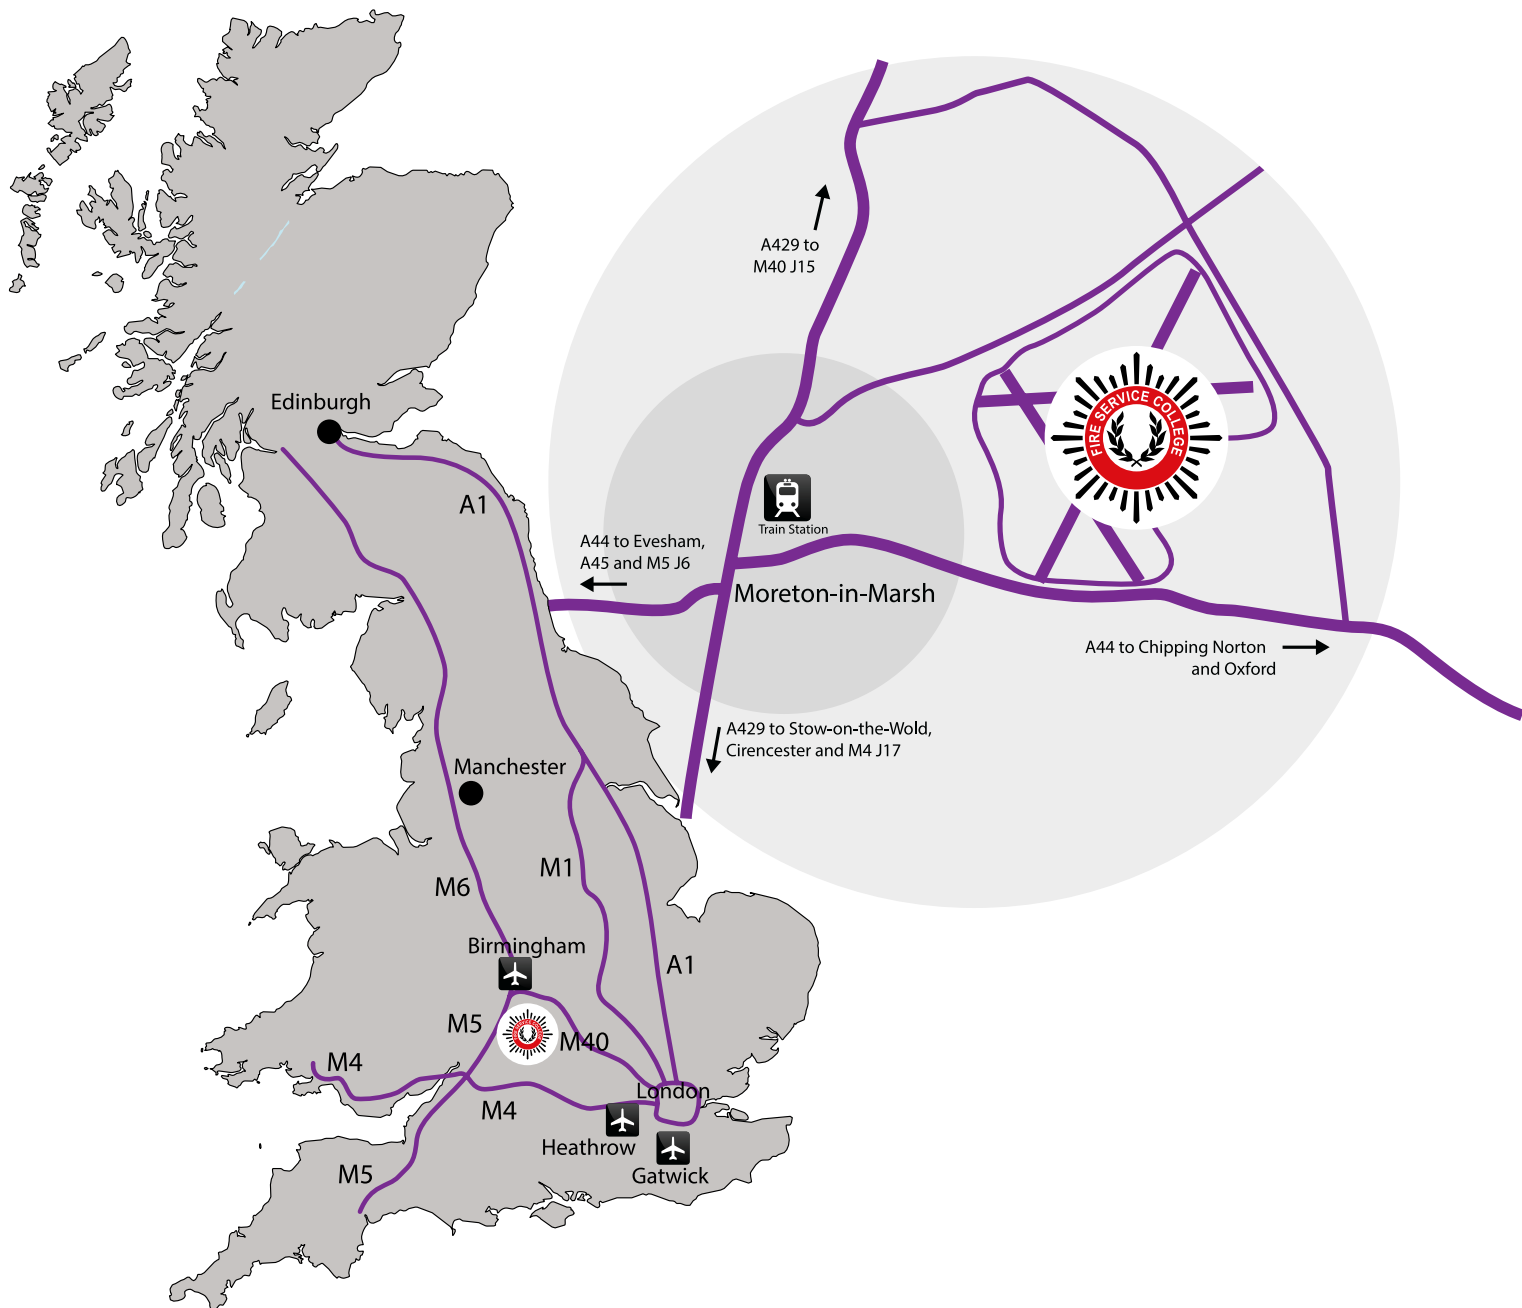 A429 to
M40 J15
Edinburgh
FIRE SERVICE COLLEGE
A1
Train Station
A44 to Evesham,
A45 and M5 J6
Moreton-in-Marsh
A44 to Chipping Norton
and Oxford
A429 to Stow-on-the-Wold,
Cirencester and M4 J17
Manchester
M1
M6
Birmingham
A1
M5
M40
M4
London
M4
Heathrow
Gatwick
M5